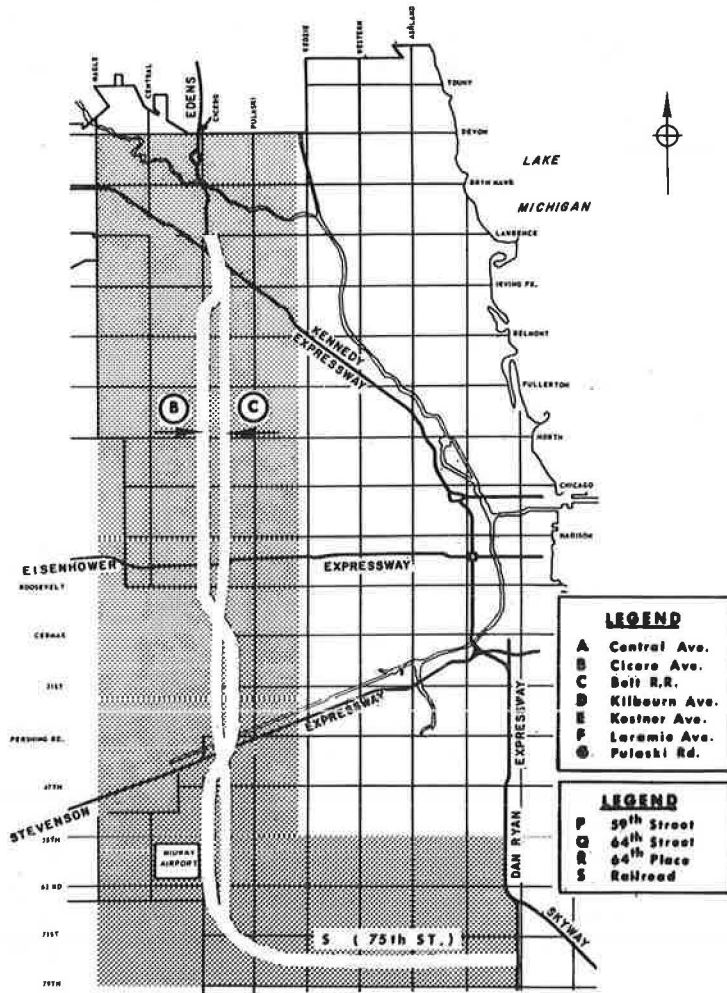 KEDZIE
WESTERN
ASHLAND
NAGLE
CENTRAL
EDENS
CICERO
PULASKI
TOUHY
DEVON
LAKE
MICHIGAN
LAWRENCE
IRVING PK.
BELMONT
KENNEDY
EXPRESSWAY
FULLERTON
B
C
NORTH
CHICAGO
MADISON
EISENHOWER
EXPRESSWAY
ROOSEVELT
CERMAK
31ST
EXPRESSWAY
PERSHING RD.
47TH
STEVENSON
EXPRESSWAY
DAN RYAN
MIDWAY
AIRPORT
63RD
SKYWAY
71ST
S (75th ST.)
79TH
LEGEND
A Central Ave.
B Cicero Ave.
C Belt R.R.
D Kilbourn Ave.
E Kostner Ave.
F Laramie Ave.
G Pulaski Rd.
LEGEND
P 59th Street
Q 64th Street
R 64th Place
S Railroad